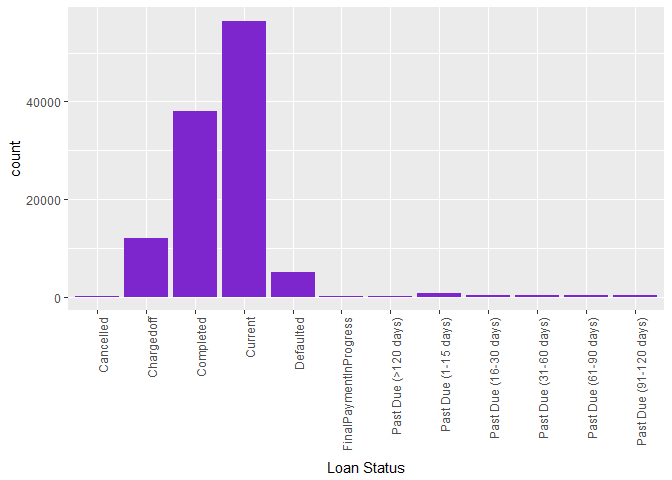 count
40000
20000
0
Cancelled
Chargedoff
Completed
Current
Defaulted
FinalPaymentInProgress
Past Due (>120 days)
Past Due (1-15 days)
Past Due (16-30 days)
Past Due (31-60 days)
Past Due (61-90 days)
Past Due (91-120 days)
Loan Status